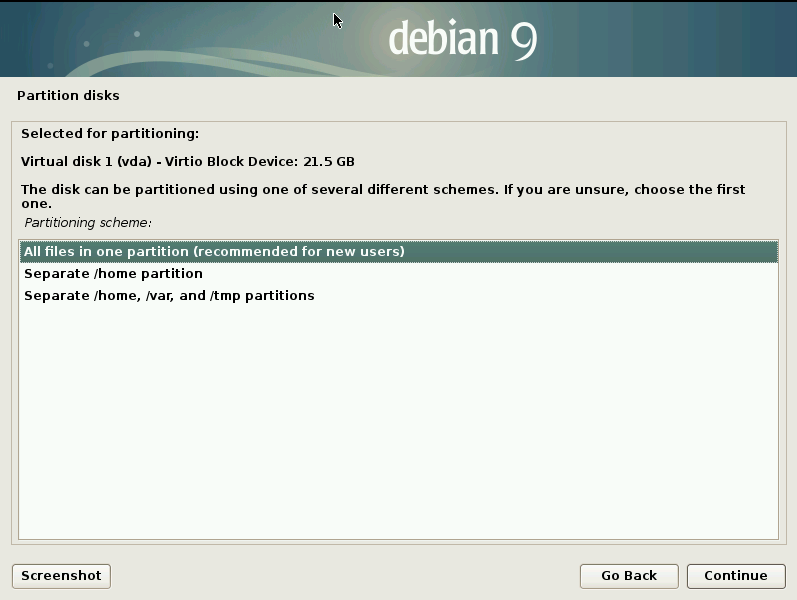 debian 9
Partition disks
Selected for partitioning:
Virtual disk 1 (vda) - Virtio Block Device: 21.5 GB
The disk can be partitioned using one of several different schemes. If you are unsure, choose the first
one.
Partitioning scheme:
All files in one partition (recommended for new users)
Separate /home partition
Separate /home, /var, and /tmp partitions
Screenshot
Go Back
Continue